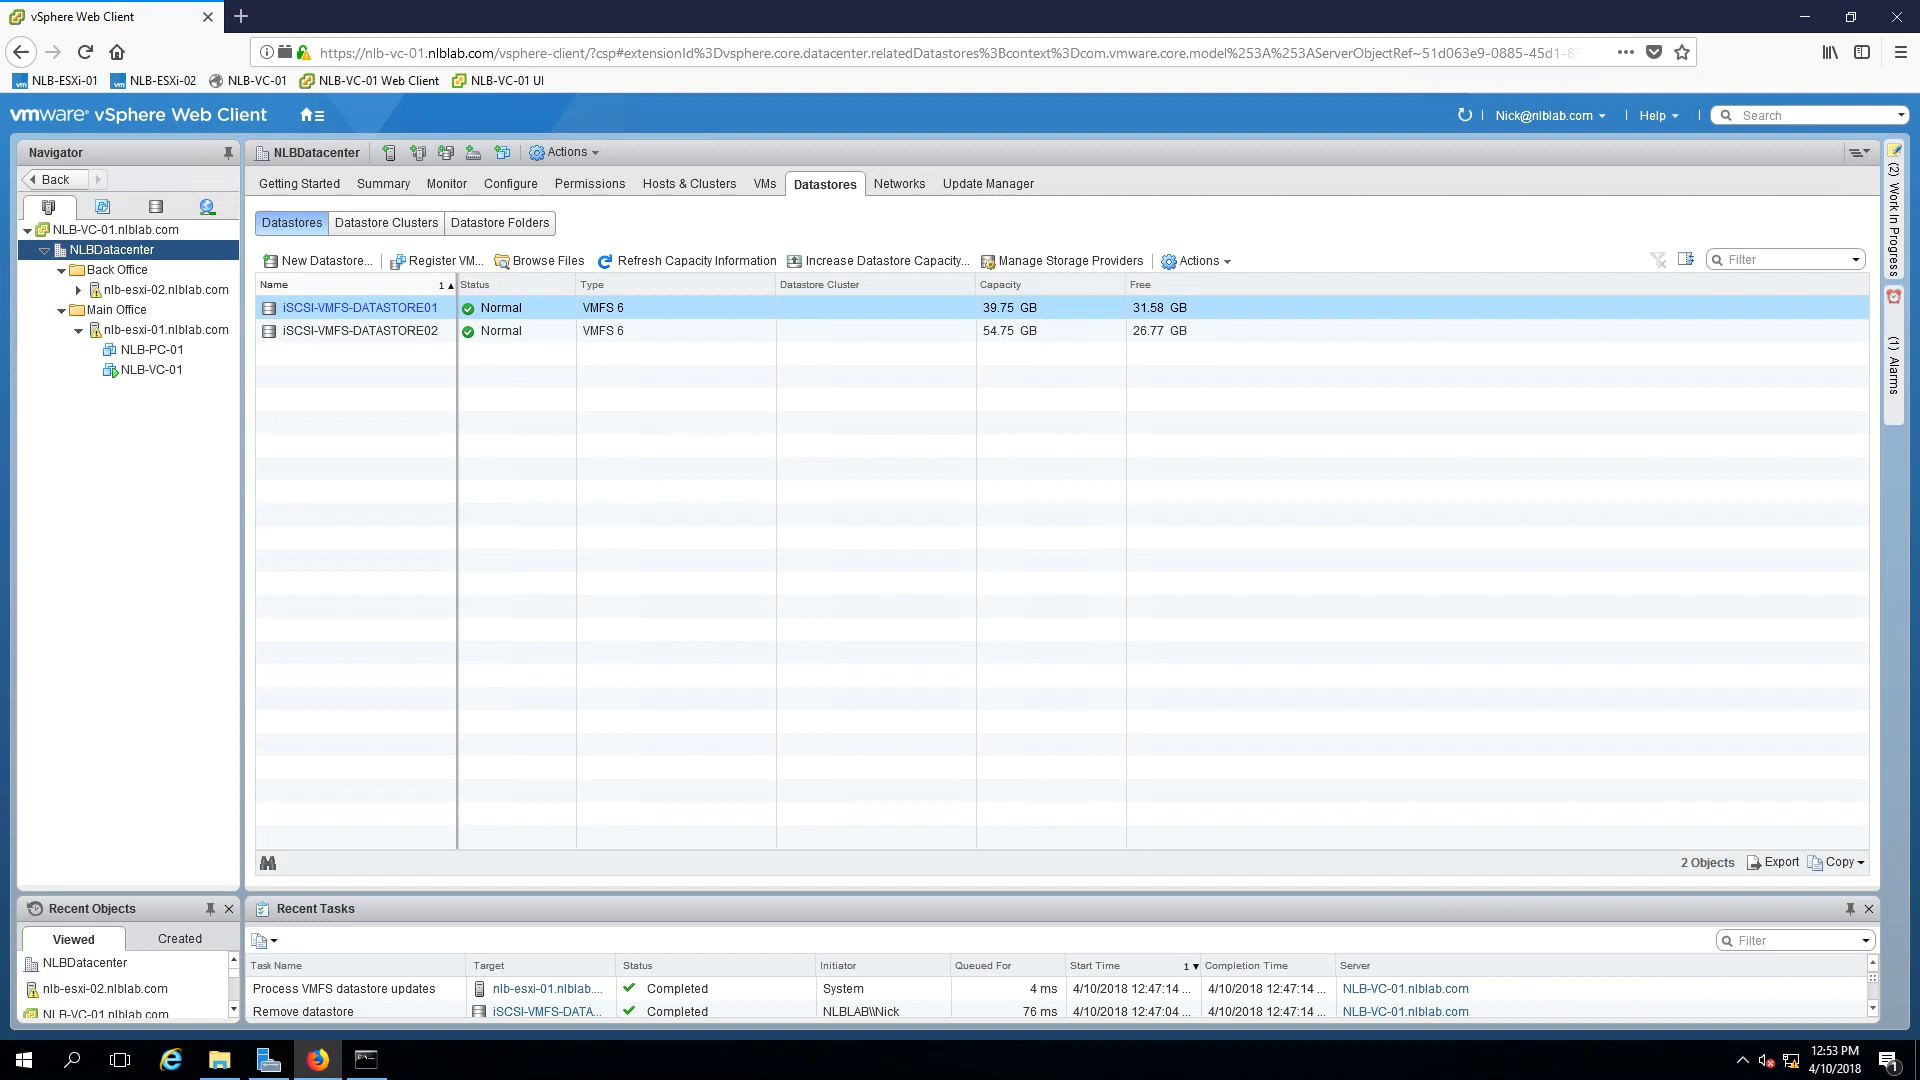 vSphere Web Client
https://nlb-vc-01.nlblab.com/vsphere-client/?csp#extensionId%3Dvsphere.core.datacenter.relatedDatastores%3Bcontext%3Dcom.vmware.core.model%253A%253AServerObjectRef~51d063e9-0885-45d1-8
NLB-ESXi-01 NLB-ESXi-02 NLB-VC-01 NLB-VC-01 Web Client NLB-VC-01 UI
vmware® vSphere Web Client Nick@nlblab.com Help Search
Navigator
Back
NLB-VC-01.nlblab.com
NLBDatacenter
Back Office
nlb-esxi-02.nlblab.com
Main Office
nlb-esxi-01.nlblab.com
NLB-PC-01
NLB-VC-01
NLBDatacenter Actions
Getting Started Summary Monitor Configure Permissions Hosts & Clusters VMs Datastores Networks Update Manager
Datastores Datastore Clusters Datastore Folders
New Datastore... Register VM... Browse Files Refresh Capacity Information Increase Datastore Capacity... Manage Storage Providers Actions Filter
Name 1 Status Type Datastore Cluster Capacity Free
iSCSI-VMFS-DATASTORE01 Normal VMFS 6 39.75 GB 31.58 GB
iSCSI-VMFS-DATASTORE02 Normal VMFS 6 54.75 GB 26.77 GB
2 Objects Export Copy
(2) Work In Progress
(1) Alarms
Recent Objects
Viewed Created
NLBDatacenter
nlb-esxi-02.nlblab.com
NLB-VC-01.nlblab.com
Recent Tasks
Filter
Task Name Target Status Initiator Queued For Start Time 1 Completion Time Server
Process VMFS datastore updates nlb-esxi-01.nlblab.... Completed System 4 ms 4/10/2018 12:47:14 ... 4/10/2018 12:47:14 ... NLB-VC-01.nlblab.com
Remove datastore iSCSI-VMFS-DATA... Completed NLBLAB\\Nick 76 ms 4/10/2018 12:47:04 ... 4/10/2018 12:47:14 ... NLB-VC-01.nlblab.com
12:53 PM
4/10/2018
1